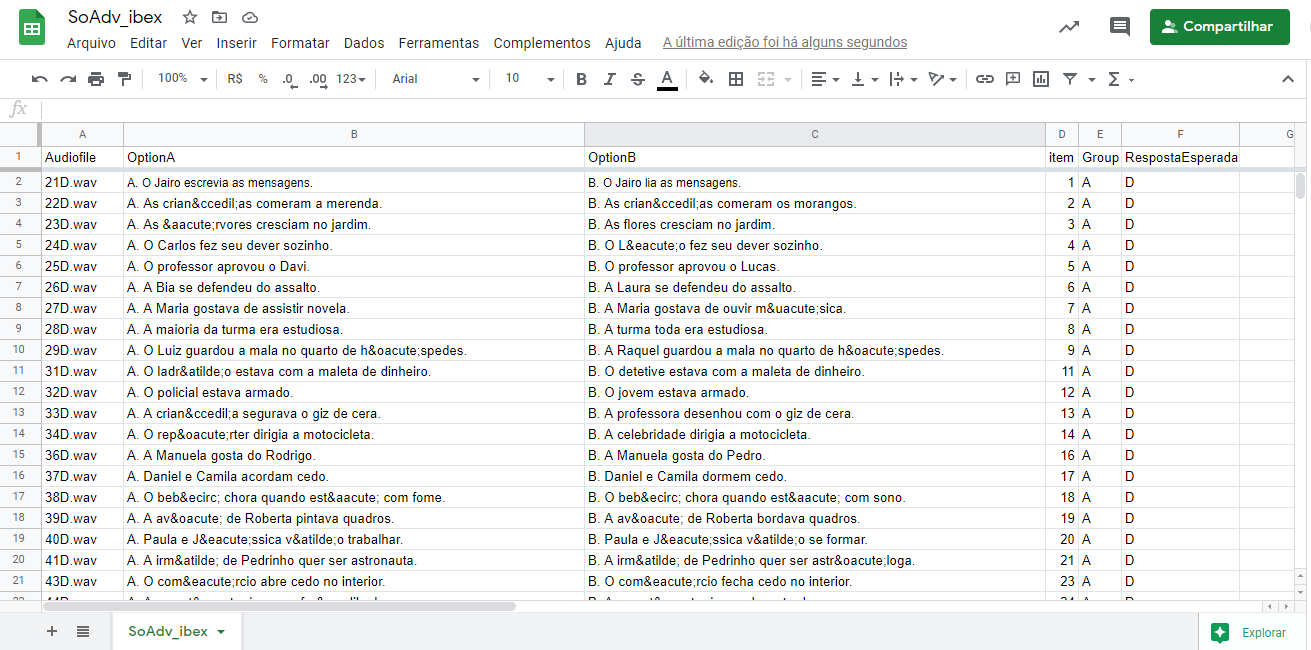 SoAdv_ibex
Arquivo Editar Ver Inserir Formatar Dados Ferramentas Complementos Ajuda A última edição foi há alguns segundos
Compartilhar
100% R$ % .0 .00 123 Arial 10 B I S A Σ
fx
A B C D E F G
1 Audiofile OptionA OptionB item Group RespostaEsperada
2 21D.wav A. O Jairo escrevia as mensagens. B. O Jairo lia as mensagens. 1 A D
3 22D.wav A. As crian&ccedil;as comeram a merenda. B. As crian&ccedil;as comeram os morangos. 2 A D
4 23D.wav A. As &aacute;rvores cresciam no jardim. B. As flores cresciam no jardim. 3 A D
5 24D.wav A. O Carlos fez seu dever sozinho. B. O L&eacute;o fez seu dever sozinho. 4 A D
6 25D.wav A. O professor aprovou o Davi. B. O professor aprovou o Lucas. 5 A D
7 26D.wav A. A Bia se defendeu do assalto. B. A Laura se defendeu do assalto. 6 A D
8 27D.wav A. A Maria gostava de assistir novela. B. A Maria gostava de ouvir m&uacute;sica. 7 A D
9 28D.wav A. A maioria da turma era estudiosa. B. A turma toda era estudiosa. 8 A D
10 29D.wav A. O Luiz guardou a mala no quarto de h&oacute;spedes. B. A Raquel guardou a mala no quarto de h&oacute;spedes. 9 A D
11 31D.wav A. O ladr&atilde;o estava com a maleta de dinheiro. B. O detetive estava com a maleta de dinheiro. 11 A D
12 32D.wav A. O policial estava armado. B. O jovem estava armado. 12 A D
13 33D.wav A. A crian&ccedil;a segurava o giz de cera. B. A professora desenhou com o giz de cera. 13 A D
14 34D.wav A. O rep&oacute;rter dirigia a motocicleta. B. A celebridade dirigia a motocicleta. 14 A D
15 36D.wav A. A Manuela gosta do Rodrigo. B. A Manuela gosta do Pedro. 16 A D
16 37D.wav A. Daniel e Camila acordam cedo. B. Daniel e Camila dormem cedo. 17 A D
17 38D.wav A. O beb&ecirc; chora quando est&aacute; com fome. B. O beb&ecirc; chora quando est&aacute; com sono. 18 A D
18 39D.wav A. A av&oacute; de Roberta pintava quadros. B. A av&oacute; de Roberta bordava quadros. 19 A D
19 40D.wav A. Paula e J&eacute;ssica v&atilde;o trabalhar. B. Paula e J&eacute;ssica v&atilde;o se formar. 20 A D
20 41D.wav A. A irm&atilde; de Pedrinho quer ser astronauta. B. A irm&atilde; de Pedrinho quer ser astr&oacute;loga. 21 A D
21 43D.wav A. O com&eacute;rcio abre cedo no interior. B. O com&eacute;rcio fecha cedo no interior. 23 A D
SoAdv_ibex
Explorar